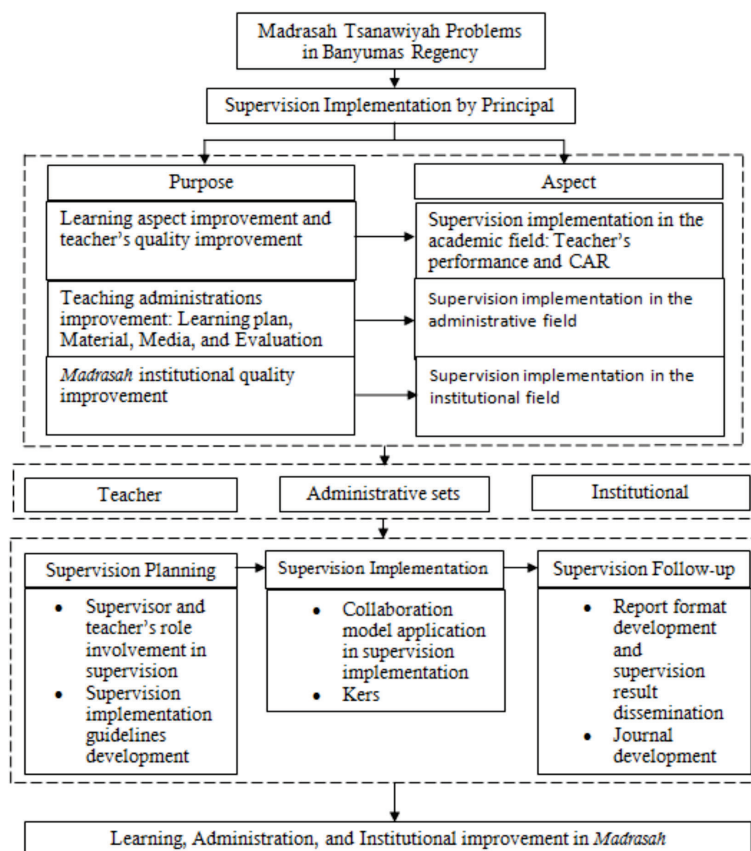 Madrasah Tsanawiyah Problems
in Banyumas Regency
Supervision Implementation by Principal
Purpose
Aspect
Learning aspect improvement and
teacher's quality improvement
Supervision implementation in the
academic field: Teacher's
performance and CAR
Teaching administrations
improvement: Learning plan,
Material, Media, and Evaluation
Supervision implementation in the
administrative field
Madrasah institutional quality
improvement
Supervision implementation in the
institutional field
Teacher
Administrative sets
Institutional
Supervision Planning
• Supervisor and
teacher's role
involvement in
supervision
• Supervision
implementation
guidelines
development
Supervision Implementation
• Collaboration
model application
in supervision
implementation
• Kers
Supervision Follow-up
• Report format
development
and
supervision
result
dissemination
• Journal
development
Learning, Administration, and Institutional improvement in Madrasah